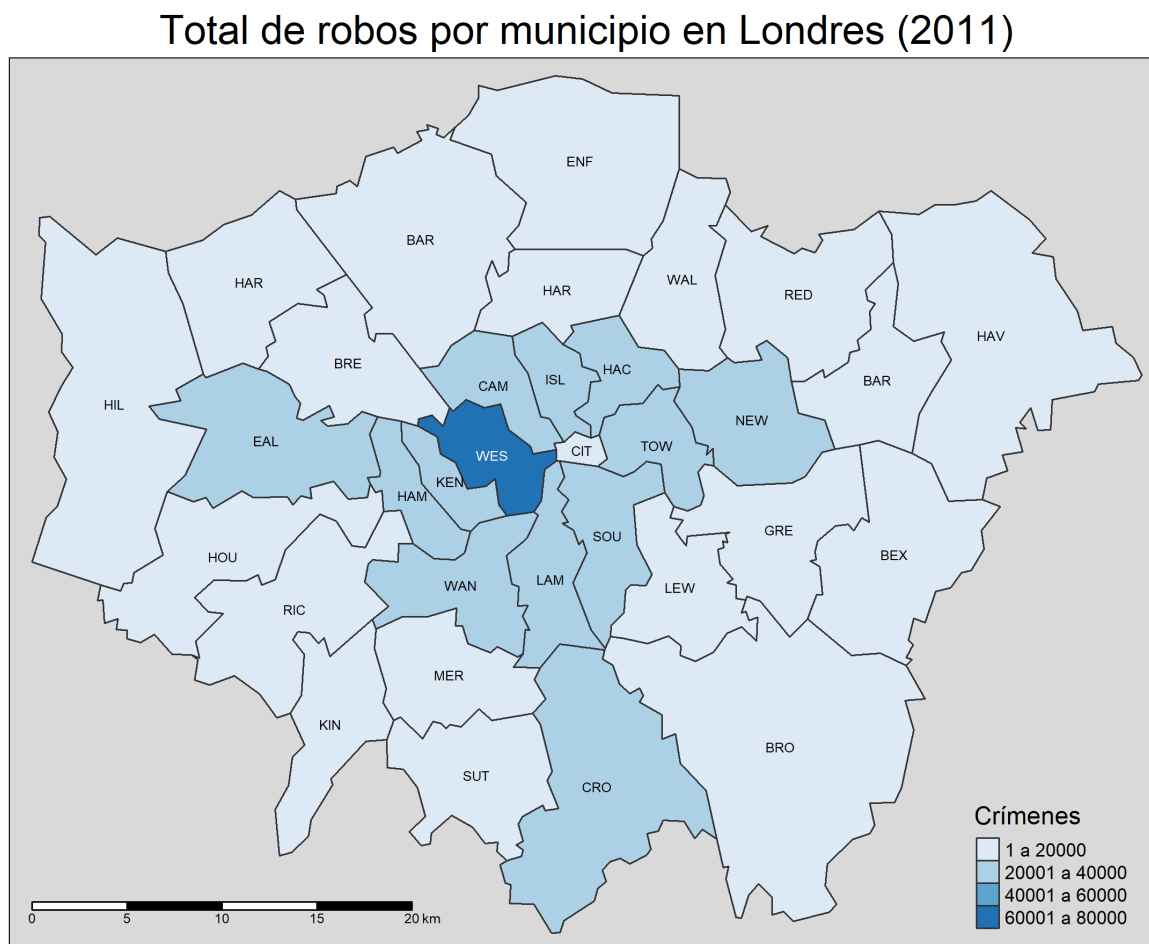 Total de robos por municipio en Londres (2011)
ENF
BAR
HAR
HAR
WAL
RED
HAV
BRE
CAM
ISL
HAC
BAR
HIL
EAL
NEW
WES
CIT
TOW
KEN
HAM
HOU
SOU
GRE
BEX
WAN
LAM
LEW
RIC
MER
KIN
BRO
SUT
CRO
Crímenes
1 a 20000
20001 a 40000
40001 a 60000
60001 a 80000
0 5 10 15 20 km